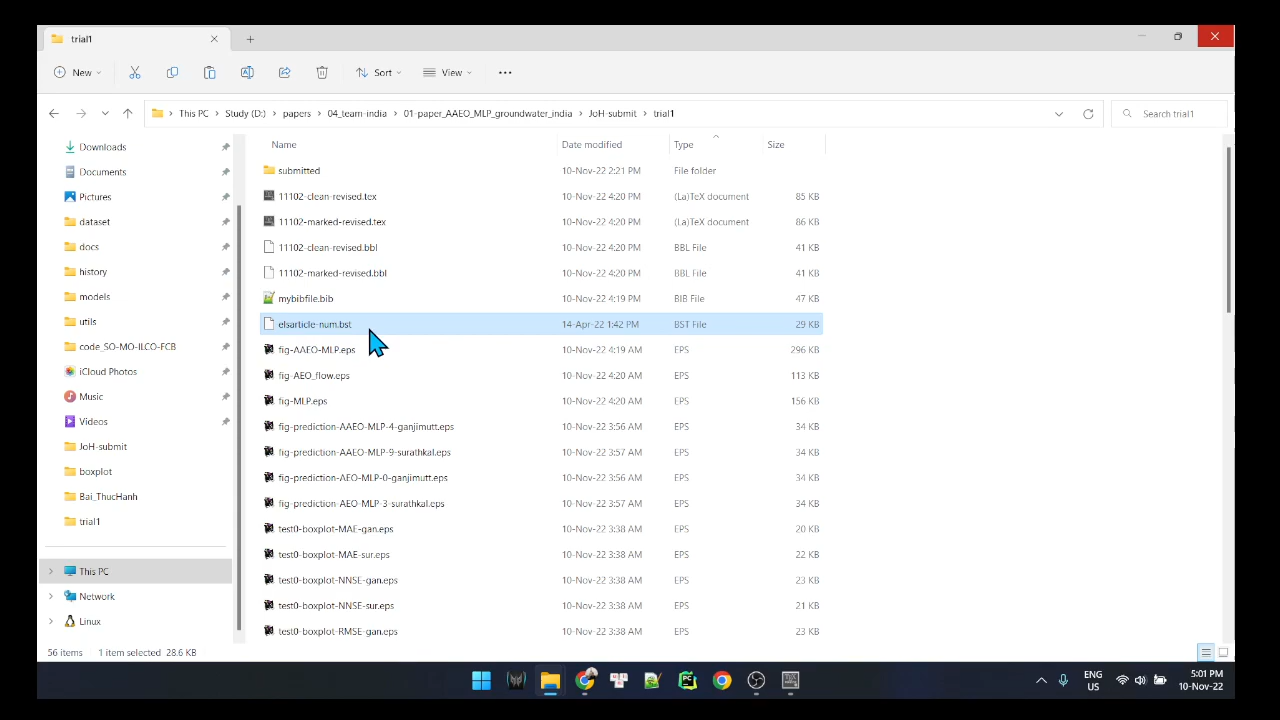 trial1
New
Sort
View
This PC > Study (D:) > papers > 04_team-india > 01-paper_AAEO_MLP_groundwater_india > JoH-submit > trial1
Search trial1
Downloads
Documents
Pictures
dataset
docs
history
models
utils
code_SO-MO-ILCO-FCB
iCloud Photos
Music
Videos
JoH-submit
boxplot
Bai_ThucHanh
trial1
This PC
Network
Linux
Name Date modified Type Size
submitted 10-Nov-22 2:21 PM File folder
11102-clean-revised.tex 10-Nov-22 4:20 PM (La)TeX document 85 KB
11102-marked-revised.tex 10-Nov-22 4:20 PM (La)TeX document 86 KB
11102-clean-revised.bbl 10-Nov-22 4:20 PM BBL File 41 KB
11102-marked-revised.bbl 10-Nov-22 4:20 PM BBL File 41 KB
mybibfile.bib 10-Nov-22 4:19 PM BIB File 47 KB
elsarticle-num.bst 14-Apr-22 1:42 PM BST File 29 KB
fig-AAEO-MLP.eps 10-Nov-22 4:19 AM EPS 296 KB
fig-AEO_flow.eps 10-Nov-22 4:20 AM EPS 113 KB
fig-MLP.eps 10-Nov-22 4:20 AM EPS 156 KB
fig-prediction-AAEO-MLP-4-ganjimutt.eps 10-Nov-22 3:56 AM EPS 34 KB
fig-prediction-AAEO-MLP-9-surathkal.eps 10-Nov-22 3:57 AM EPS 34 KB
fig-prediction-AEO-MLP-0-ganjimutt.eps 10-Nov-22 3:56 AM EPS 34 KB
fig-prediction-AEO-MLP-3-surathkal.eps 10-Nov-22 3:57 AM EPS 34 KB
test0-boxplot-MAE-gan.eps 10-Nov-22 3:38 AM EPS 20 KB
test0-boxplot-MAE-sur.eps 10-Nov-22 3:38 AM EPS 22 KB
test0-boxplot-NNSE-gan.eps 10-Nov-22 3:38 AM EPS 23 KB
test0-boxplot-NNSE-sur.eps 10-Nov-22 3:38 AM EPS 21 KB
test0-boxplot-RMSE-gan.eps 10-Nov-22 3:38 AM EPS 23 KB
56 items 1 item selected 28.6 KB
ENG
US
5:01 PM
10-Nov-22